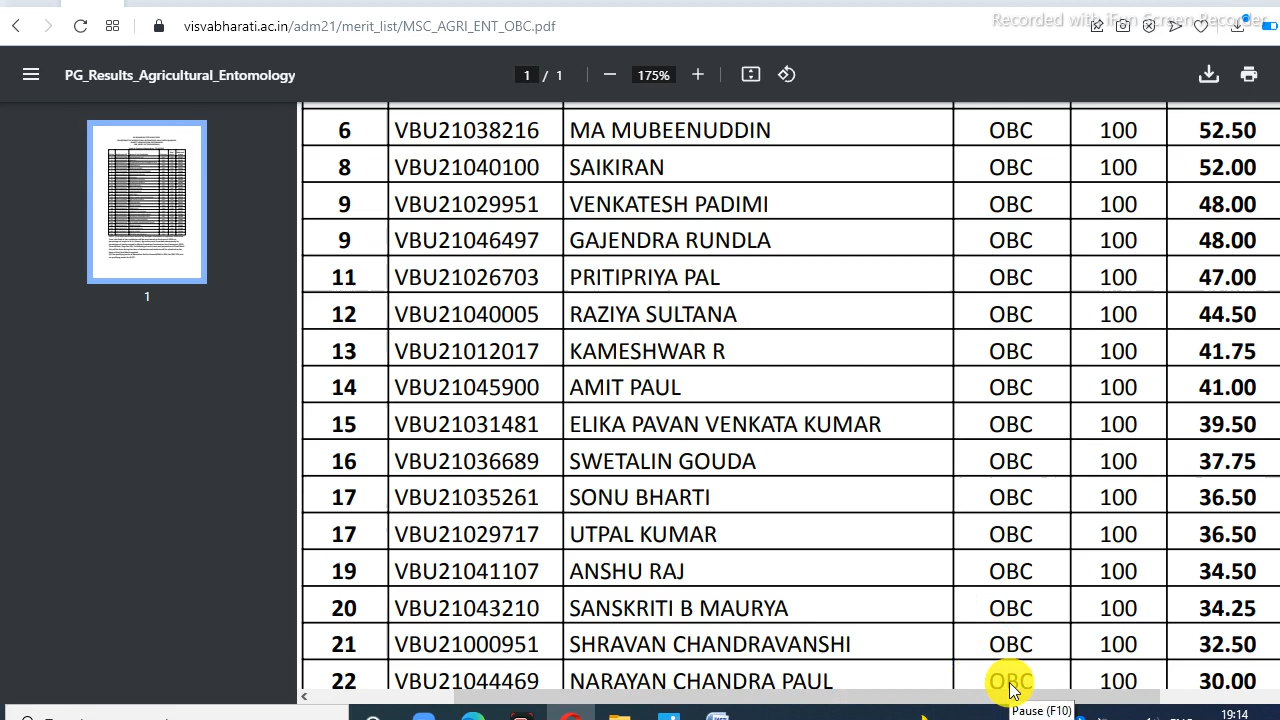 visvabharati.ac.in/adm21/merit_list/MSC_AGRI_ENT_OBC.pdf
Recorded with iFun Screen Recorder
PG_Results_Agricultural_Entomology
1 / 1
175%
6 VBU21038216 MA MUBEENUDDIN OBC 100 52.50
8 VBU21040100 SAIKIRAN OBC 100 52.00
9 VBU21029951 VENKATESH PADIMI OBC 100 48.00
9 VBU21046497 GAJENDRA RUNDLA OBC 100 48.00
11 VBU21026703 PRITIPRIYA PAL OBC 100 47.00
12 VBU21040005 RAZIYA SULTANA OBC 100 44.50
13 VBU21012017 KAMESHWAR R OBC 100 41.75
14 VBU21045900 AMIT PAUL OBC 100 41.00
15 VBU21031481 ELIKA PAVAN VENKATA KUMAR OBC 100 39.50
16 VBU21036689 SWETALIN GOUDA OBC 100 37.75
17 VBU21035261 SONU BHARTI OBC 100 36.50
17 VBU21029717 UTPAL KUMAR OBC 100 36.50
19 VBU21041107 ANSHU RAJ OBC 100 34.50
20 VBU21043210 SANSKRITI B MAURYA OBC 100 34.25
21 VBU21000951 SHRAVAN CHANDRAVANSHI OBC 100 32.50
22 VBU21044469 NARAYAN CHANDRA PAUL OBC 100 30.00
1
Pause (F10)
19:14